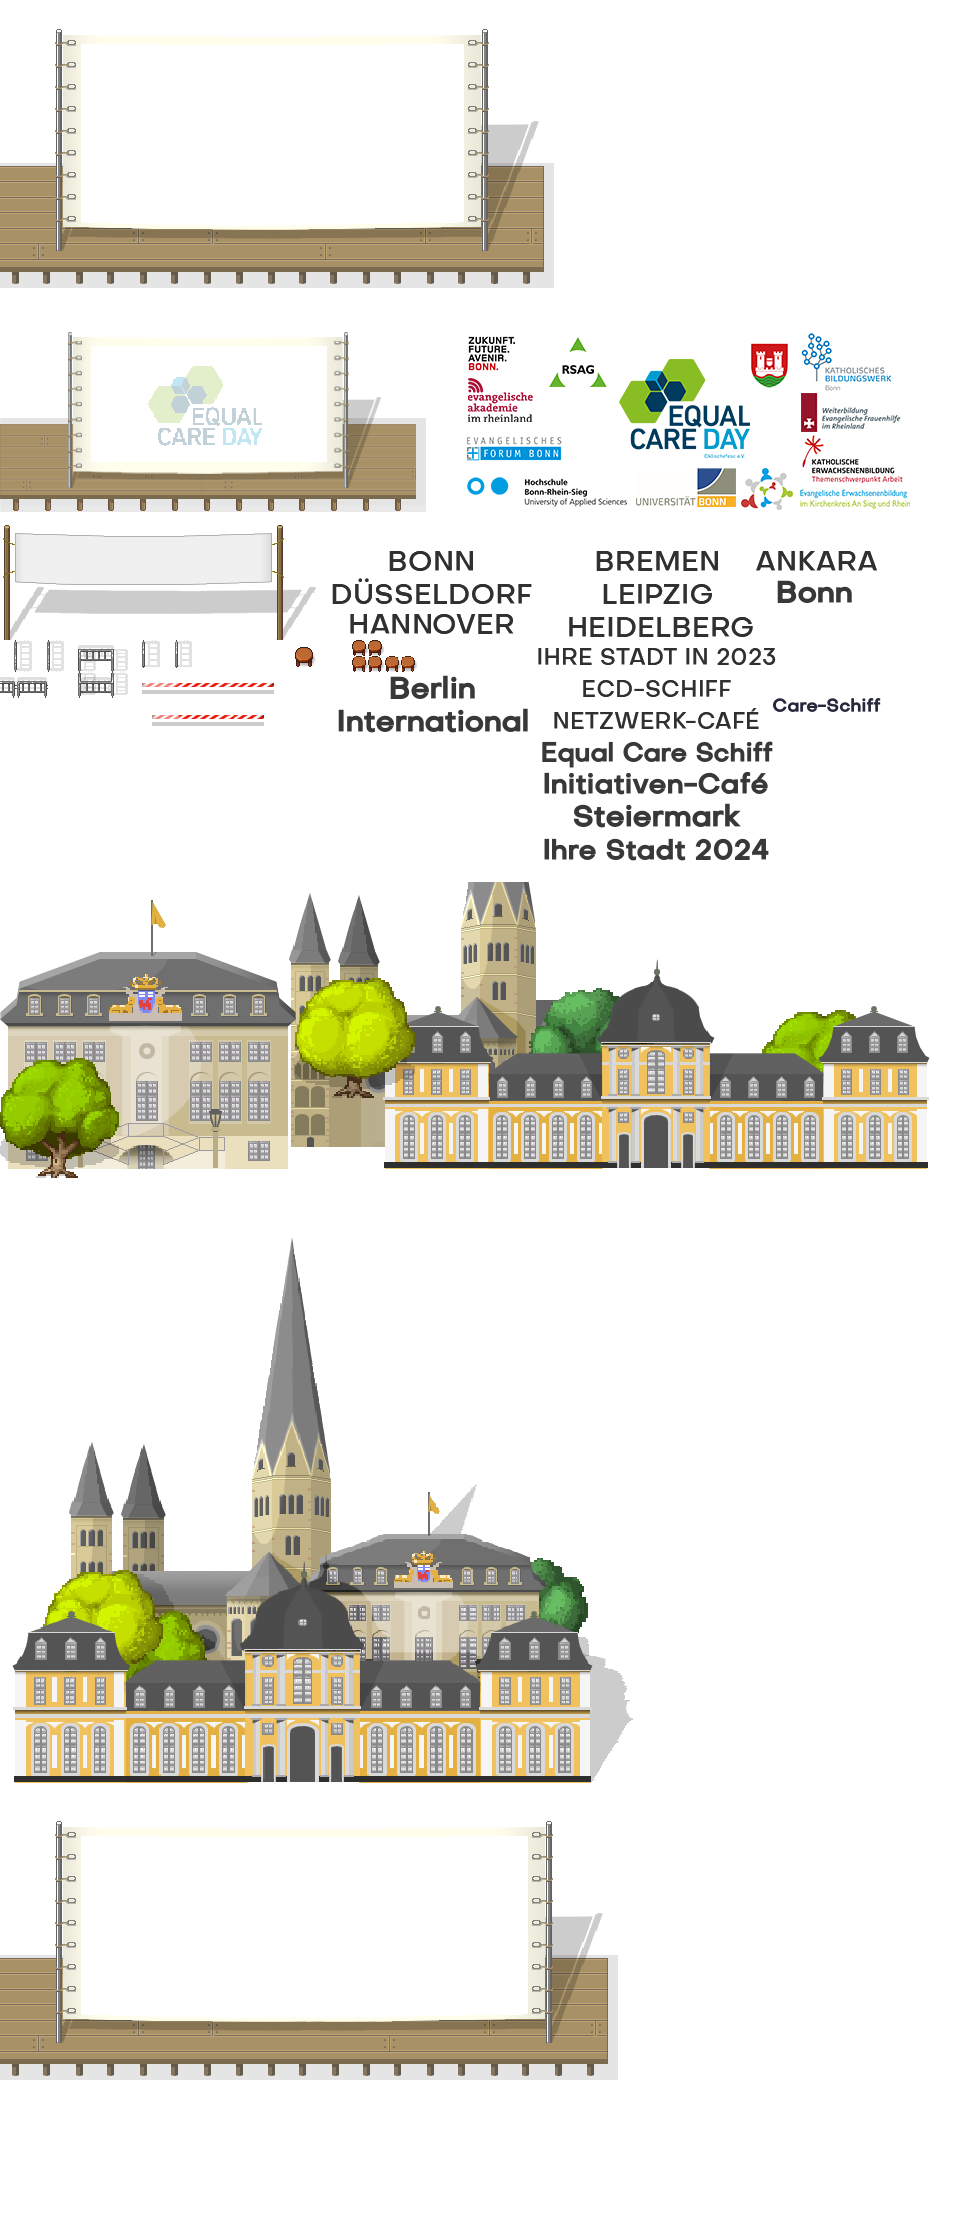 EQUAL
CARE DAY
ZUKUNFT.
FUTURE.
AVENIR.
BONN.
evangelische
akademie
im rheinland
EVANGELISCHES
FORUM BONN
Hochschule
Bonn-Rhein-Sieg
University of Applied Sciences
RSAG
EQUAL
CARE DAY
UNIVERSITÄT BONN
KATHOLISCHES
BILDUNGSWERK
Bonn
Weiterbildung
Evangelische Frauenhilfe
im Rheinland
KATHOLISCHE
ERWACHSENENBILDUNG
Themenschwerpunkt Arbeit
Evangelische Erwachsenenbildung
im Kirchenkreis An Sieg und Rhein
BONN
DÜSSELDORF
HANNOVER
Berlin
International
BREMEN
LEIPZIG
HEIDELBERG
IHRE STADT IN 2023
ECD-SCHIFF
NETZWERK-CAFÉ
Equal Care Schiff
Initiativen-Café
Steiermark
Ihre Stadt 2024
ANKARA
Bonn
Care-Schiff